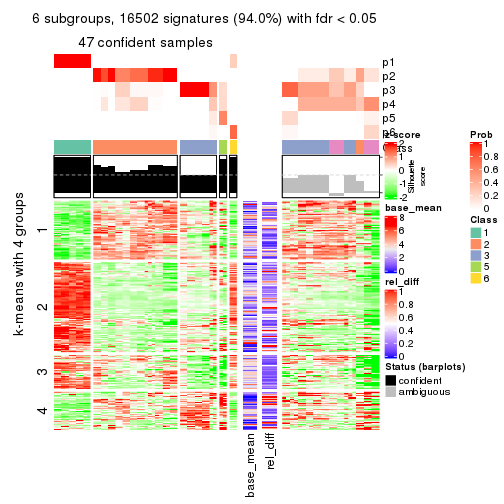 6 subgroups, 16502 signatures (94.0%) with fdr < 0.05
47 confident samples
p1
p2
p3
p4
p5
p6
Class
z-score
2
1
0
-1
-2
Silhouette
score
Prob
1
0.8
0.6
0.4
0.2
0
base_mean
8
6
4
2
0
Class
1
2
3
5
6
rel_diff
1
0.8
0.6
0.4
0.2
0
Status (barplots)
confident
ambiguous
k-means with 4 groups
1
2
3
4
base_mean
rel_diff